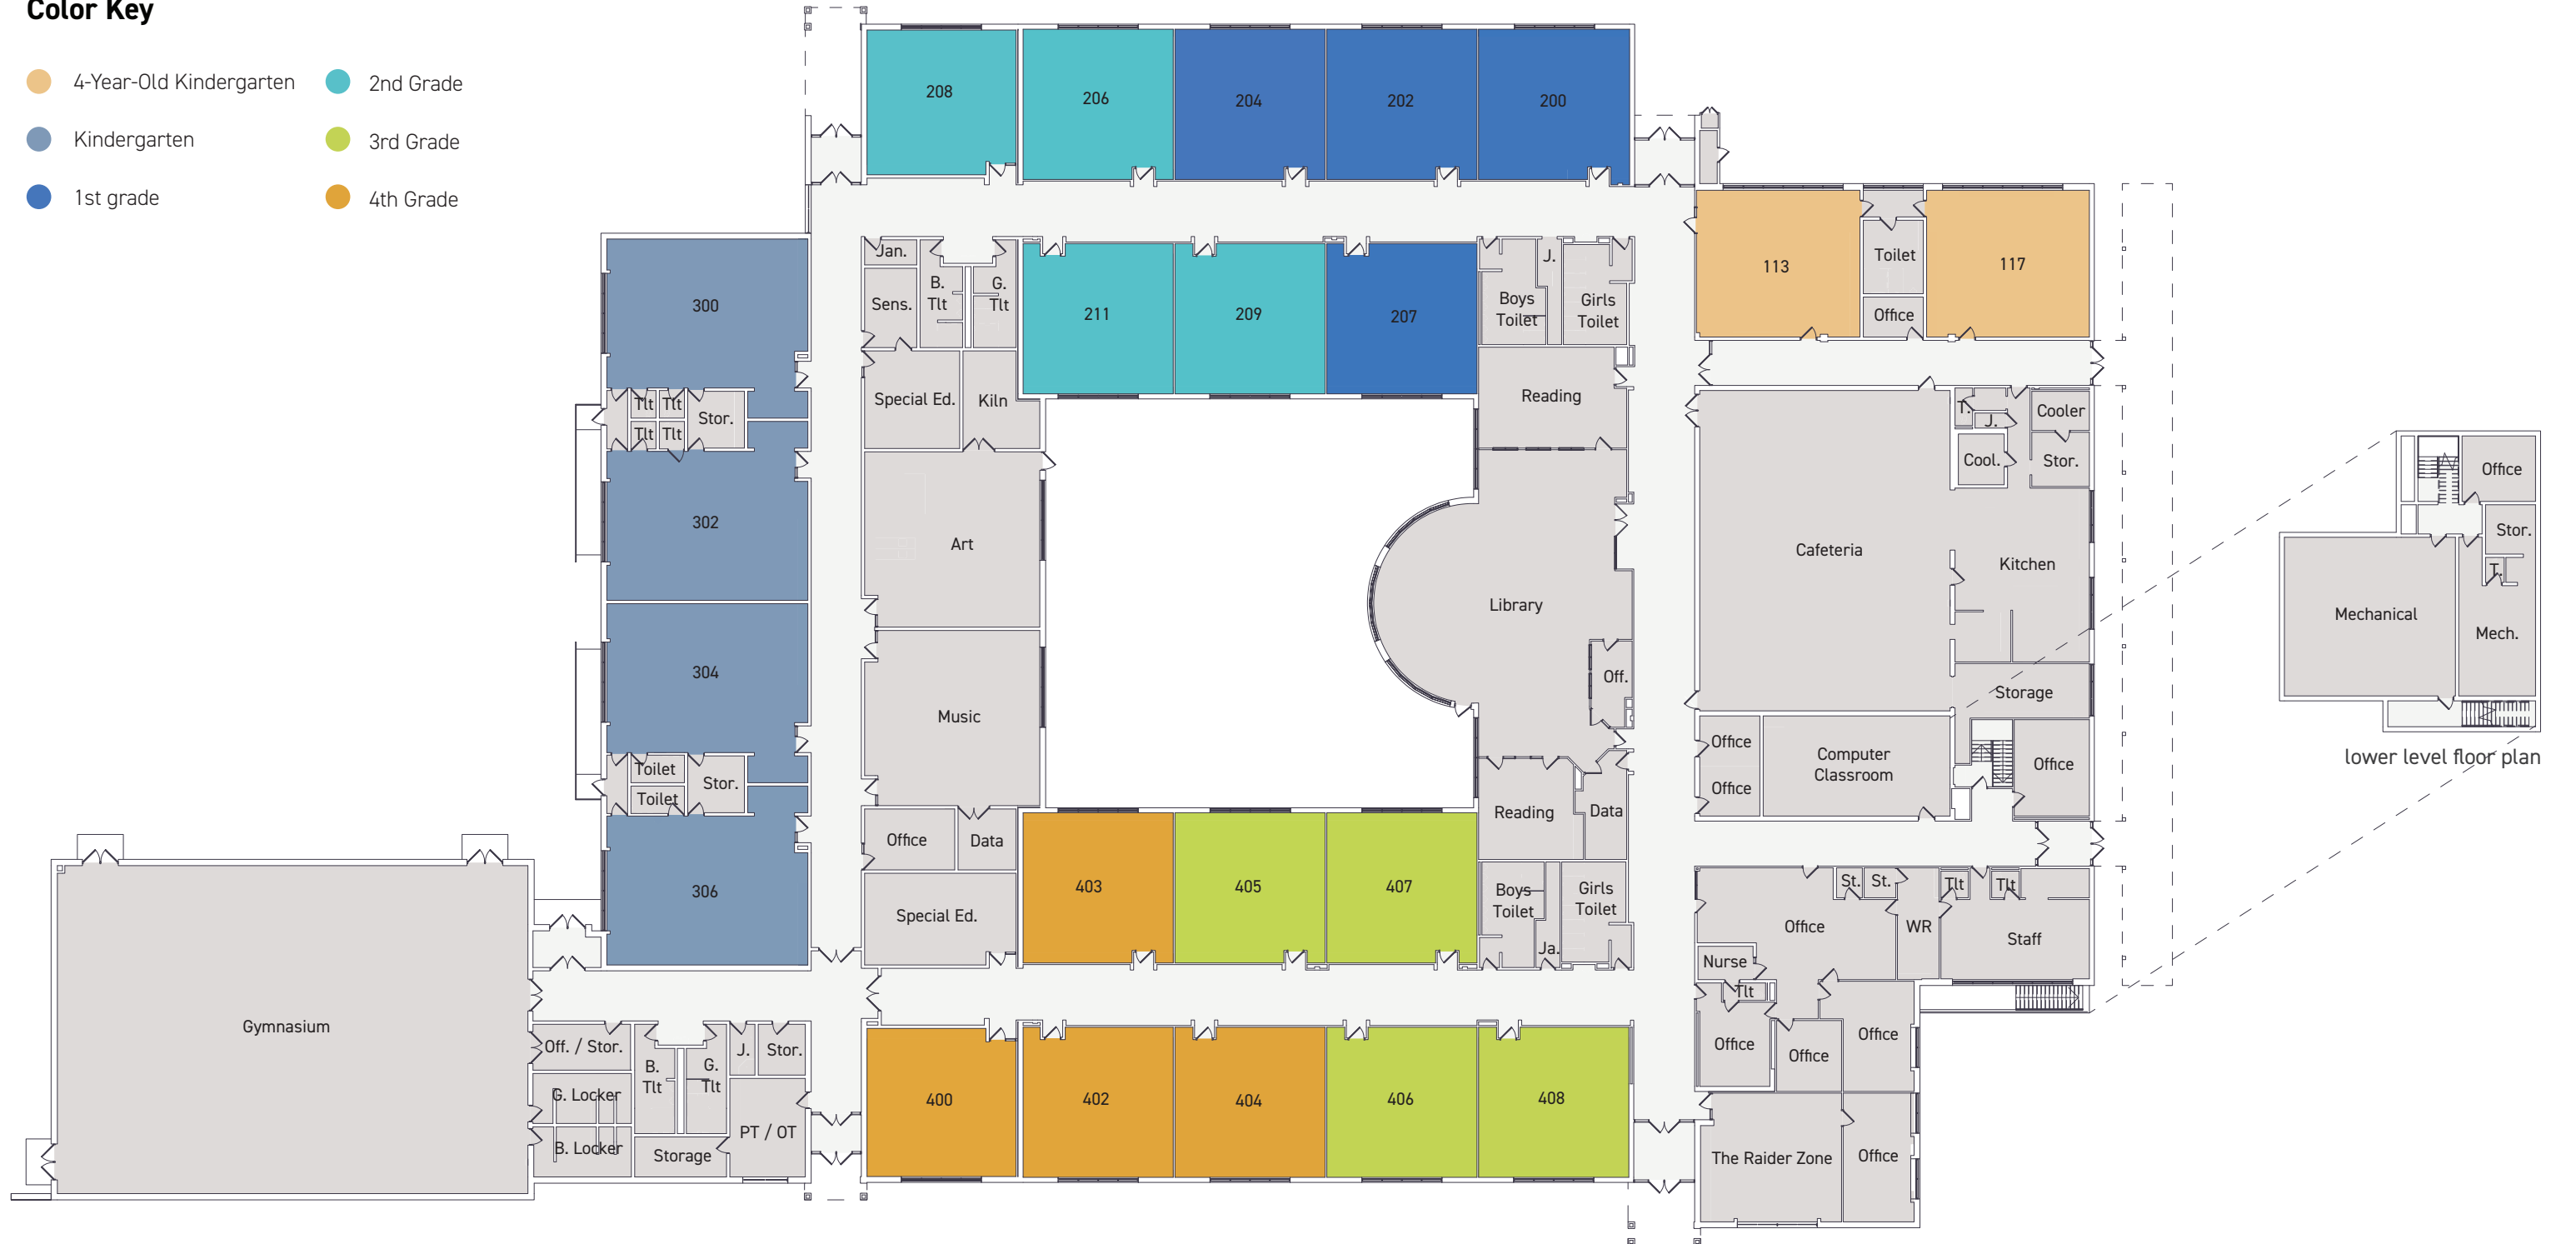 Color Key
4-Year-Old Kindergarten
Kindergarten
1st grade
2nd Grade
3rd Grade
4th Grade
208
206
204
202
200
113
Toilet
Office
117
300
Tlt
Tlt
Tlt
Tlt
Stor.
302
304
Toilet
Toilet
Stor.
306
Jan.
Sens.
B.
Tlt
G.
Tlt
Special Ed.
Kiln
Art
Music
Office
Data
Special Ed.
211
209
207
Boys
Toilet
J.
Girls
Toilet
Reading
Library
Off.
Reading
Data
Boys
Toilet
Ja.
Girls
Toilet
403
405
407
400
402
404
406
408
Cafeteria
T.
J.
Cooler
Cool.
Stor.
Kitchen
Storage
Office
Office
Computer
Classroom
Office
Office
St.
St.
WR
Tlt
Tlt
Staff
Nurse
Tlt
Office
Office
Office
The Raider Zone
Office
Gymnasium
Off. / Stor.
G. Locker
B. Locker
B.
Tlt
G.
Tlt
J.
Stor.
PT / OT
Storage
Office
Stor.
T.
Mechanical
Mech.
lower level floor plan